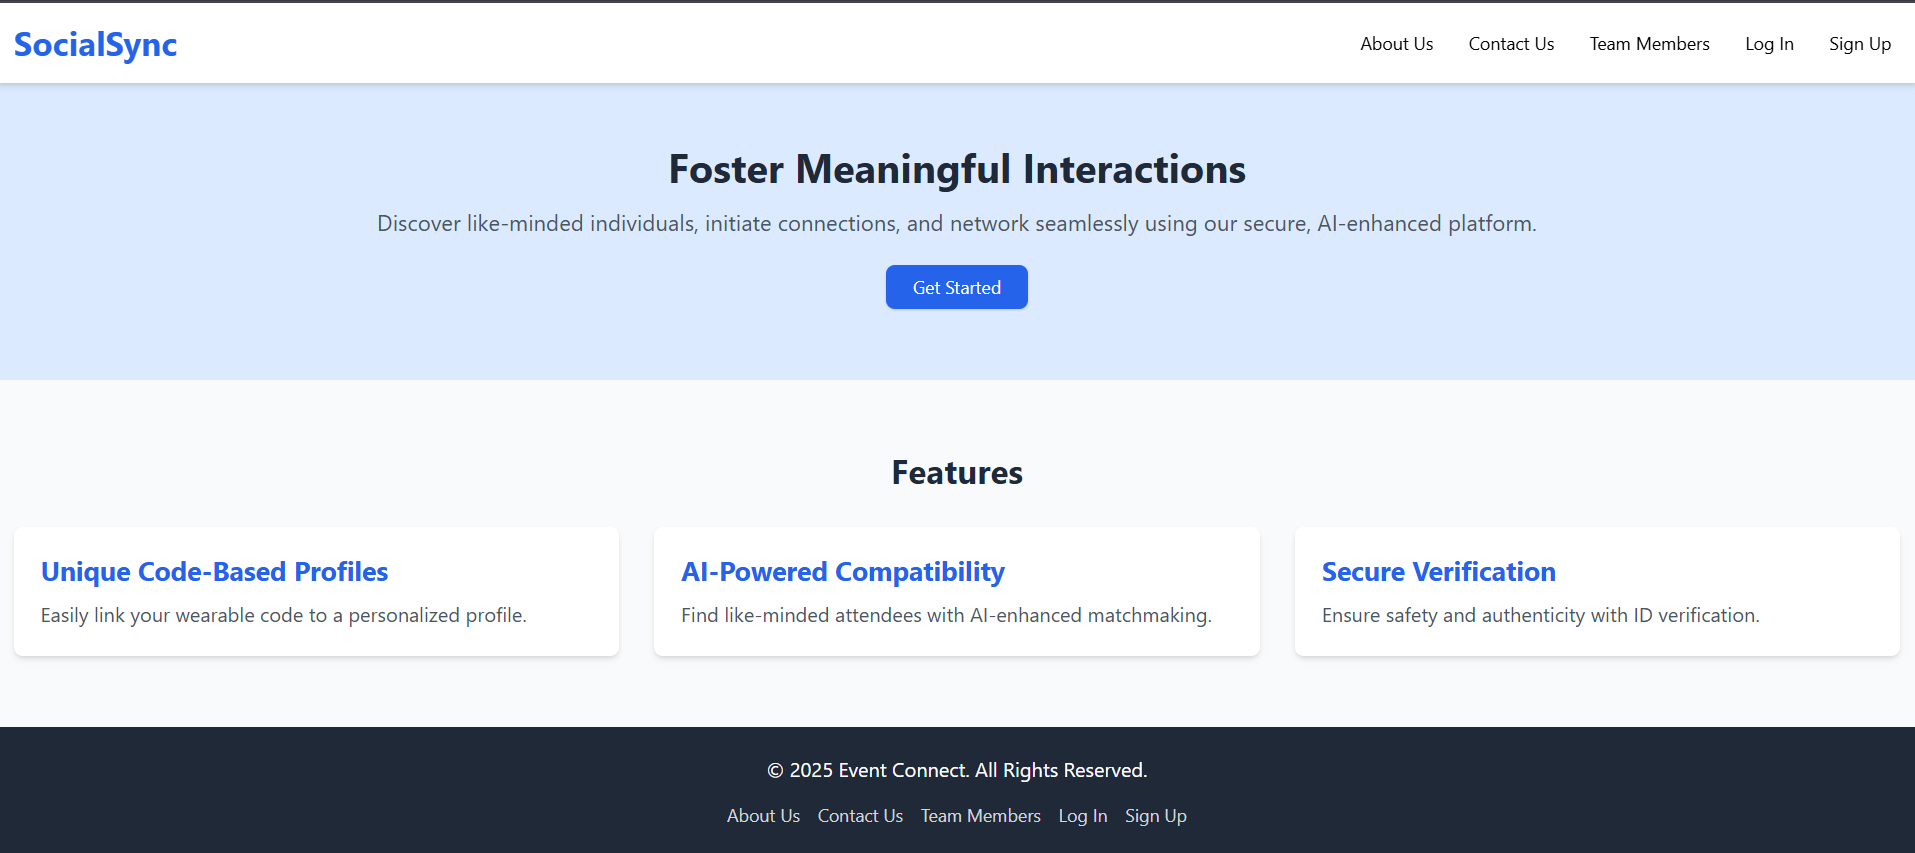 SocialSync
About Us Contact Us Team Members Log In Sign Up
Foster Meaningful Interactions
Discover like-minded individuals, initiate connections, and network seamlessly using our secure, AI-enhanced platform.
Get Started
Features
Unique Code-Based Profiles
Easily link your wearable code to a personalized profile.
AI-Powered Compatibility
Find like-minded attendees with AI-enhanced matchmaking.
Secure Verification
Ensure safety and authenticity with ID verification.
© 2025 Event Connect. All Rights Reserved.
About Us Contact Us Team Members Log In Sign Up